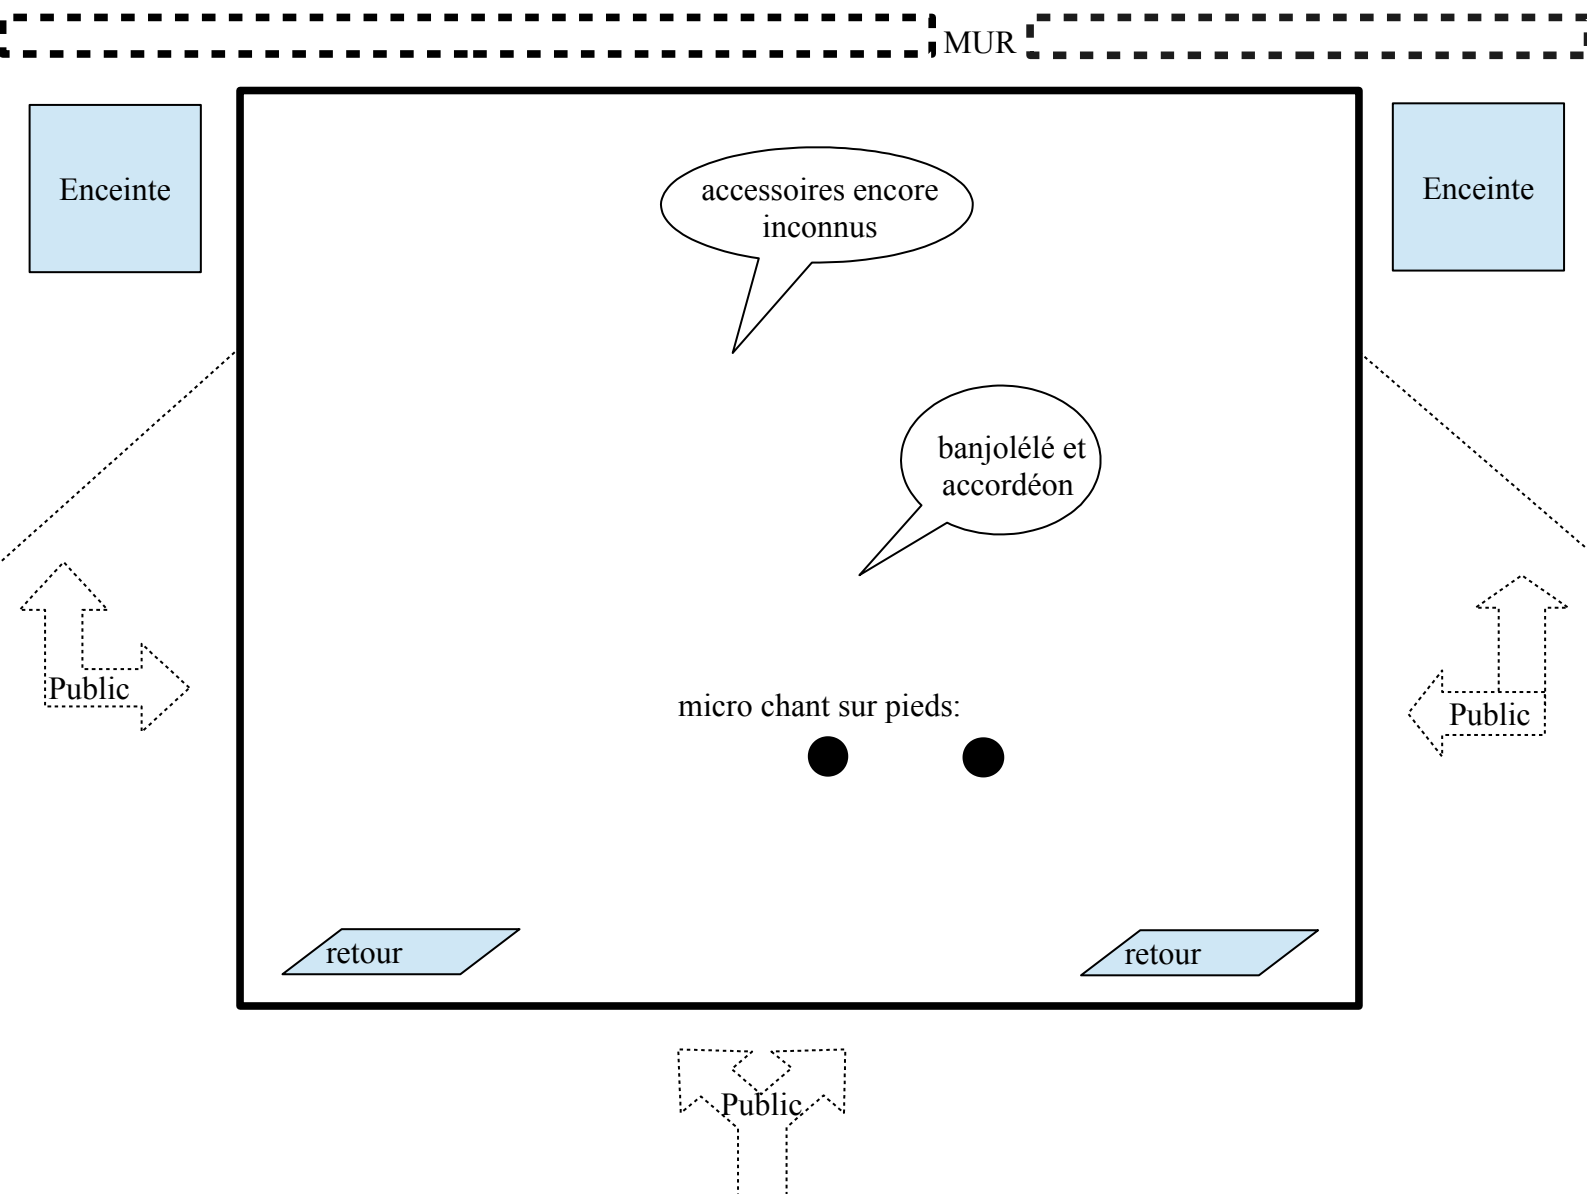 MUR
Enceinte
Enceinte
accessoires encore
inconnus
banjolélé et
accordéon
Public
micro chant sur pieds:
Public
retour
retour
Public